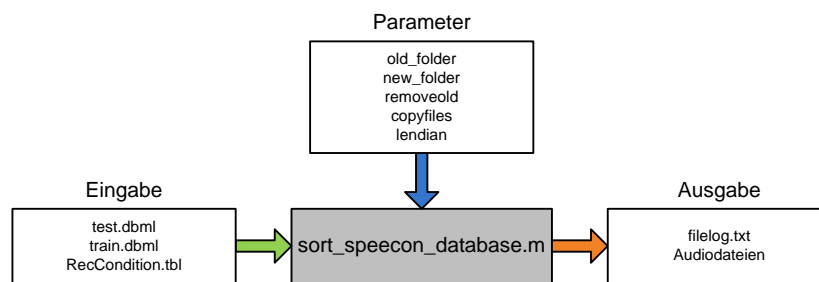 Parameter
old_folder
new_folder
removeold
copyfiles
lendian
Eingabe
test.dbml
train.dbml
RecCondition.tbl
sort_speecon_database.m
Ausgabe
filelog.txt
Audiodateien